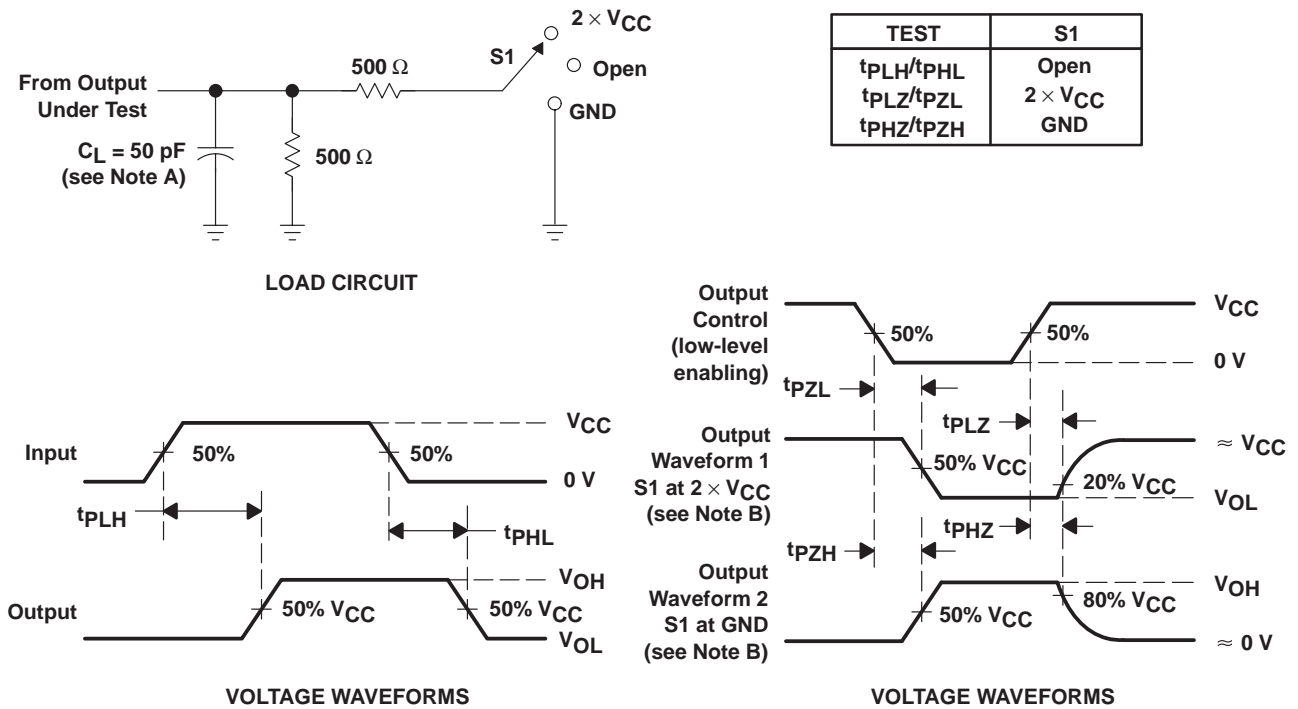 2 × VCC
S1
Open
GND
500 Ω
From Output
Under Test
CL = 50 pF
(see Note A)
500 Ω
LOAD CIRCUIT
TEST S1
tPLH/tPHL Open
tPLZ/tPZL 2 × VCC
tPHZ/tPZH GND
Input
50%
50%
VCC
0 V
tPLH
tPHL
Output
50% VCC
50% VCC
VOH
VOL
VOLTAGE WAVEFORMS
Output
Control
(low-level
enabling)
50%
50%
VCC
0 V
tPZL
tPLZ
Output
Waveform 1
S1 at 2 × VCC
(see Note B)
50% VCC
20% VCC
≈ VCC
VOL
tPZH
tPHZ
Output
Waveform 2
S1 at GND
(see Note B)
50% VCC
80% VCC
VOH
≈ 0 V
VOLTAGE WAVEFORMS